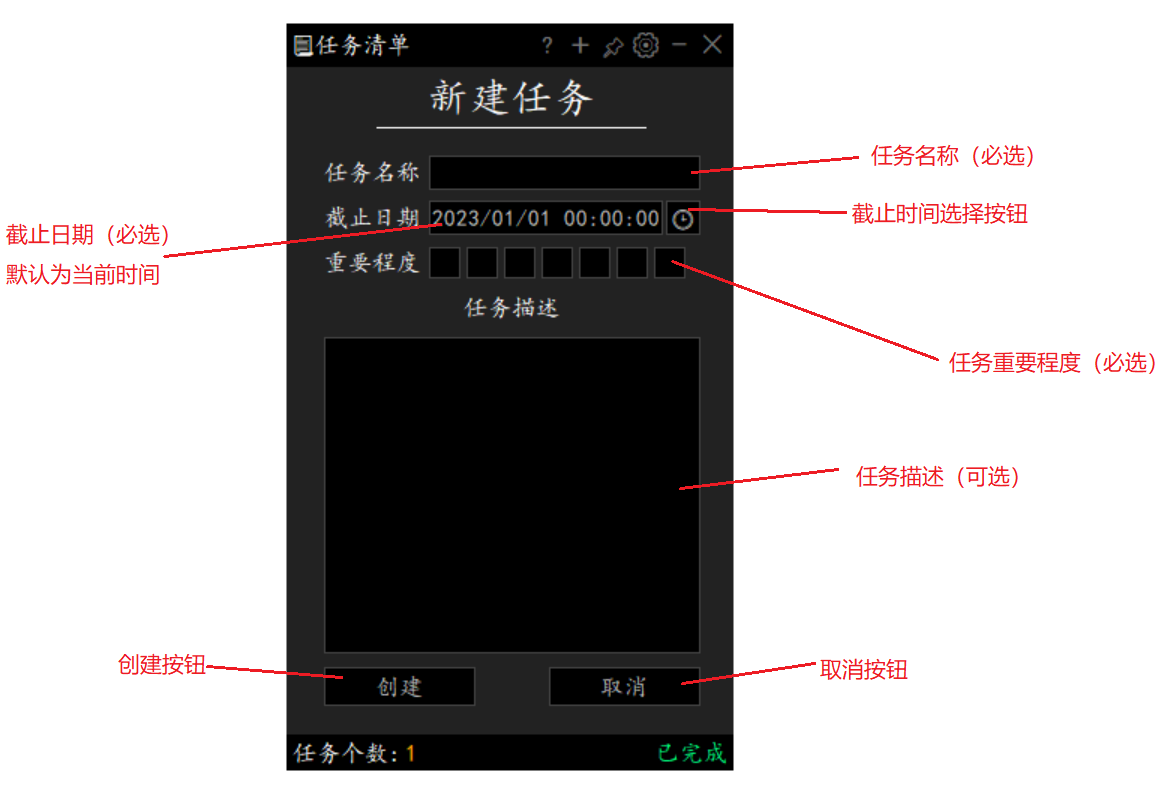 任务清单
新建任务
任务名称
任务名称（必选）
截止日期 2023/01/01 00:00:00
截止时间选择按钮
截止日期（必选）
默认为当前时间
重要程度
任务重要程度（必选）
任务描述
任务描述（可选）
创建按钮
创建
取消
取消按钮
任务个数:1
已完成